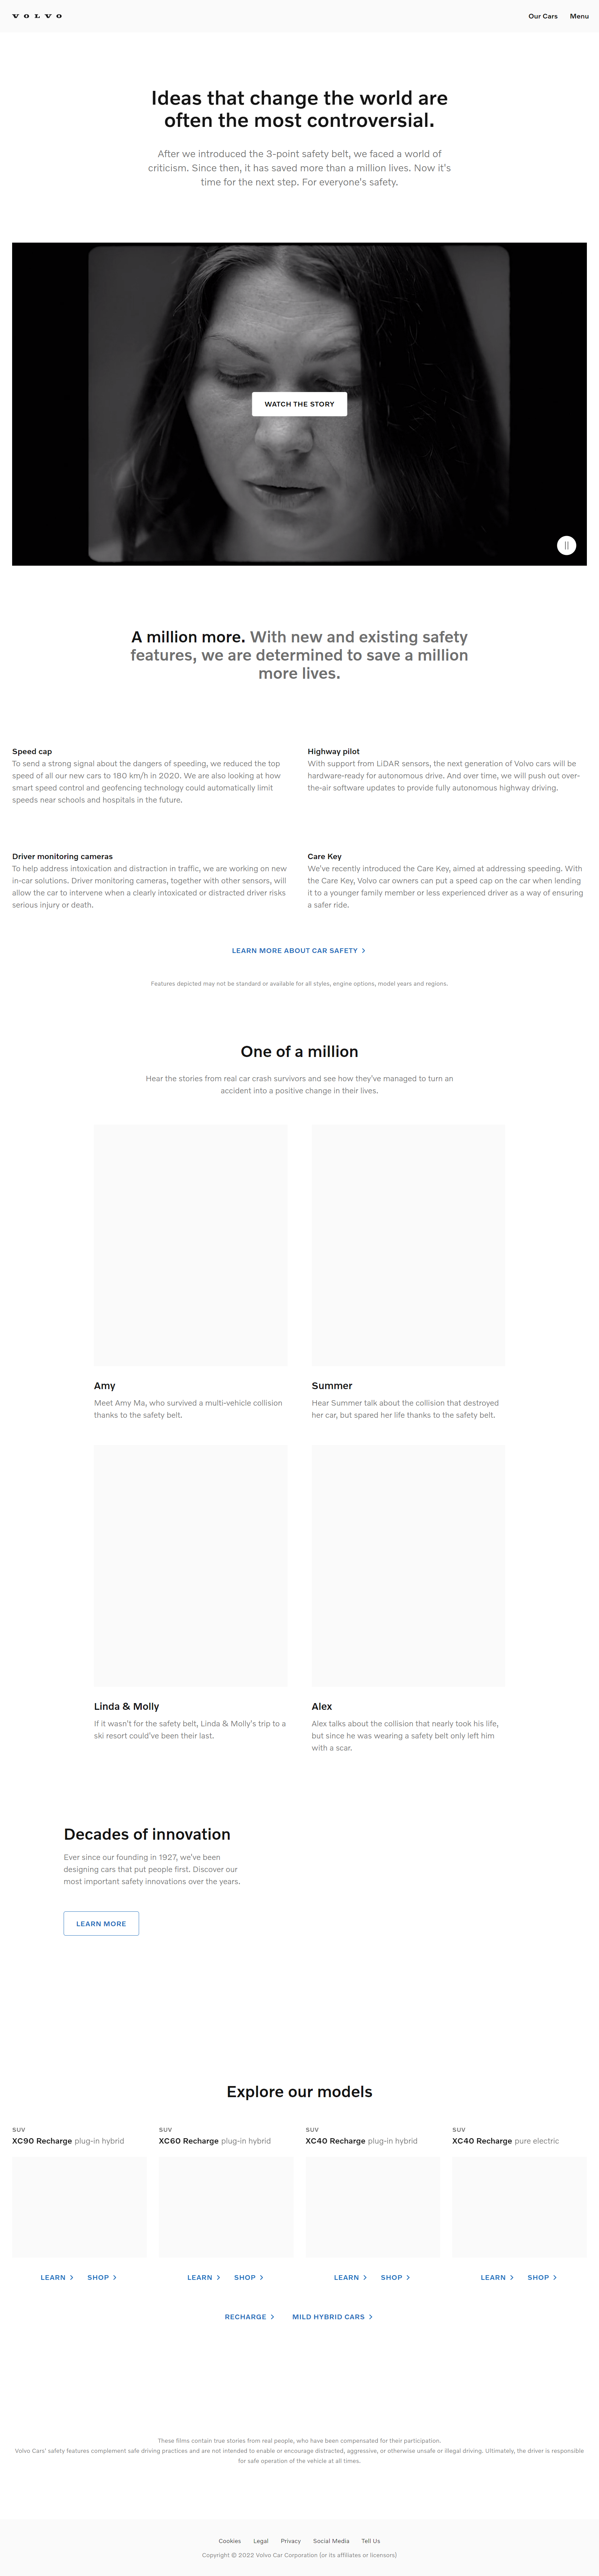 VOLVO
Our Cars Menu
Ideas that change the world are
often the most controversial.
After we introduced the 3-point safety belt, we faced a world of
criticism. Since then, it has saved more than a million lives. Now it's
time for the next step. For everyone's safety.
WATCH THE STORY
A million more. With new and existing safety
features, we are determined to save a million
more lives.
Speed cap
To send a strong signal about the dangers of speeding, we reduced the top
speed of all our new cars to 180 km/h in 2020. We are also looking at how
smart speed control and geofencing technology could automatically limit
speeds near schools and hospitals in the future.
Highway pilot
With support from LiDAR sensors, the next generation of Volvo cars will be
hardware-ready for autonomous drive. And over time, we will push out over-
the-air software updates to provide fully autonomous highway driving.
Driver monitoring cameras
To help address intoxication and distraction in traffic, we are working on new
in-car solutions. Driver monitoring cameras, together with other sensors, will
allow the car to intervene when a clearly intoxicated or distracted driver risks
serious injury or death.
Care Key
We've recently introduced the Care Key, aimed at addressing speeding. With
the Care Key, Volvo car owners can put a speed cap on the car when lending
it to a younger family member or less experienced driver as a way of ensuring
a safer ride.
LEARN MORE ABOUT CAR SAFETY
Features depicted may not be standard or available for all styles, engine options, model years and regions.
One of a million
Hear the stories from real car crash survivors and see how they've managed to turn an
accident into a positive change in their lives.
Amy
Meet Amy Ma, who survived a multi-vehicle collision
thanks to the safety belt.
Summer
Hear Summer talk about the collision that destroyed
her car, but spared her life thanks to the safety belt.
Linda & Molly
If it wasn't for the safety belt, Linda & Molly's trip to a
ski resort could've been their last.
Alex
Alex talks about the collision that nearly took his life,
but since he was wearing a safety belt only left him
with a scar.
Decades of innovation
Ever since our founding in 1927, we've been
designing cars that put people first. Discover our
most important safety innovations over the years.
LEARN MORE
Explore our models
SUV
XC90 Recharge plug-in hybrid
LEARN SHOP
SUV
XC60 Recharge plug-in hybrid
LEARN SHOP
SUV
XC40 Recharge plug-in hybrid
LEARN SHOP
SUV
XC40 Recharge pure electric
LEARN SHOP
RECHARGE MILD HYBRID CARS
These films contain true stories from real people, who have been compensated for their participation.
Volvo Cars' safety features complement safe driving practices and are not intended to enable or encourage distracted, aggressive, or otherwise unsafe or illegal driving. Ultimately, the driver is responsible
for safe operation of the vehicle at all times.
Cookies Legal Privacy Social Media Tell Us
Copyright © 2022 Volvo Car Corporation (or its affiliates or licensors)